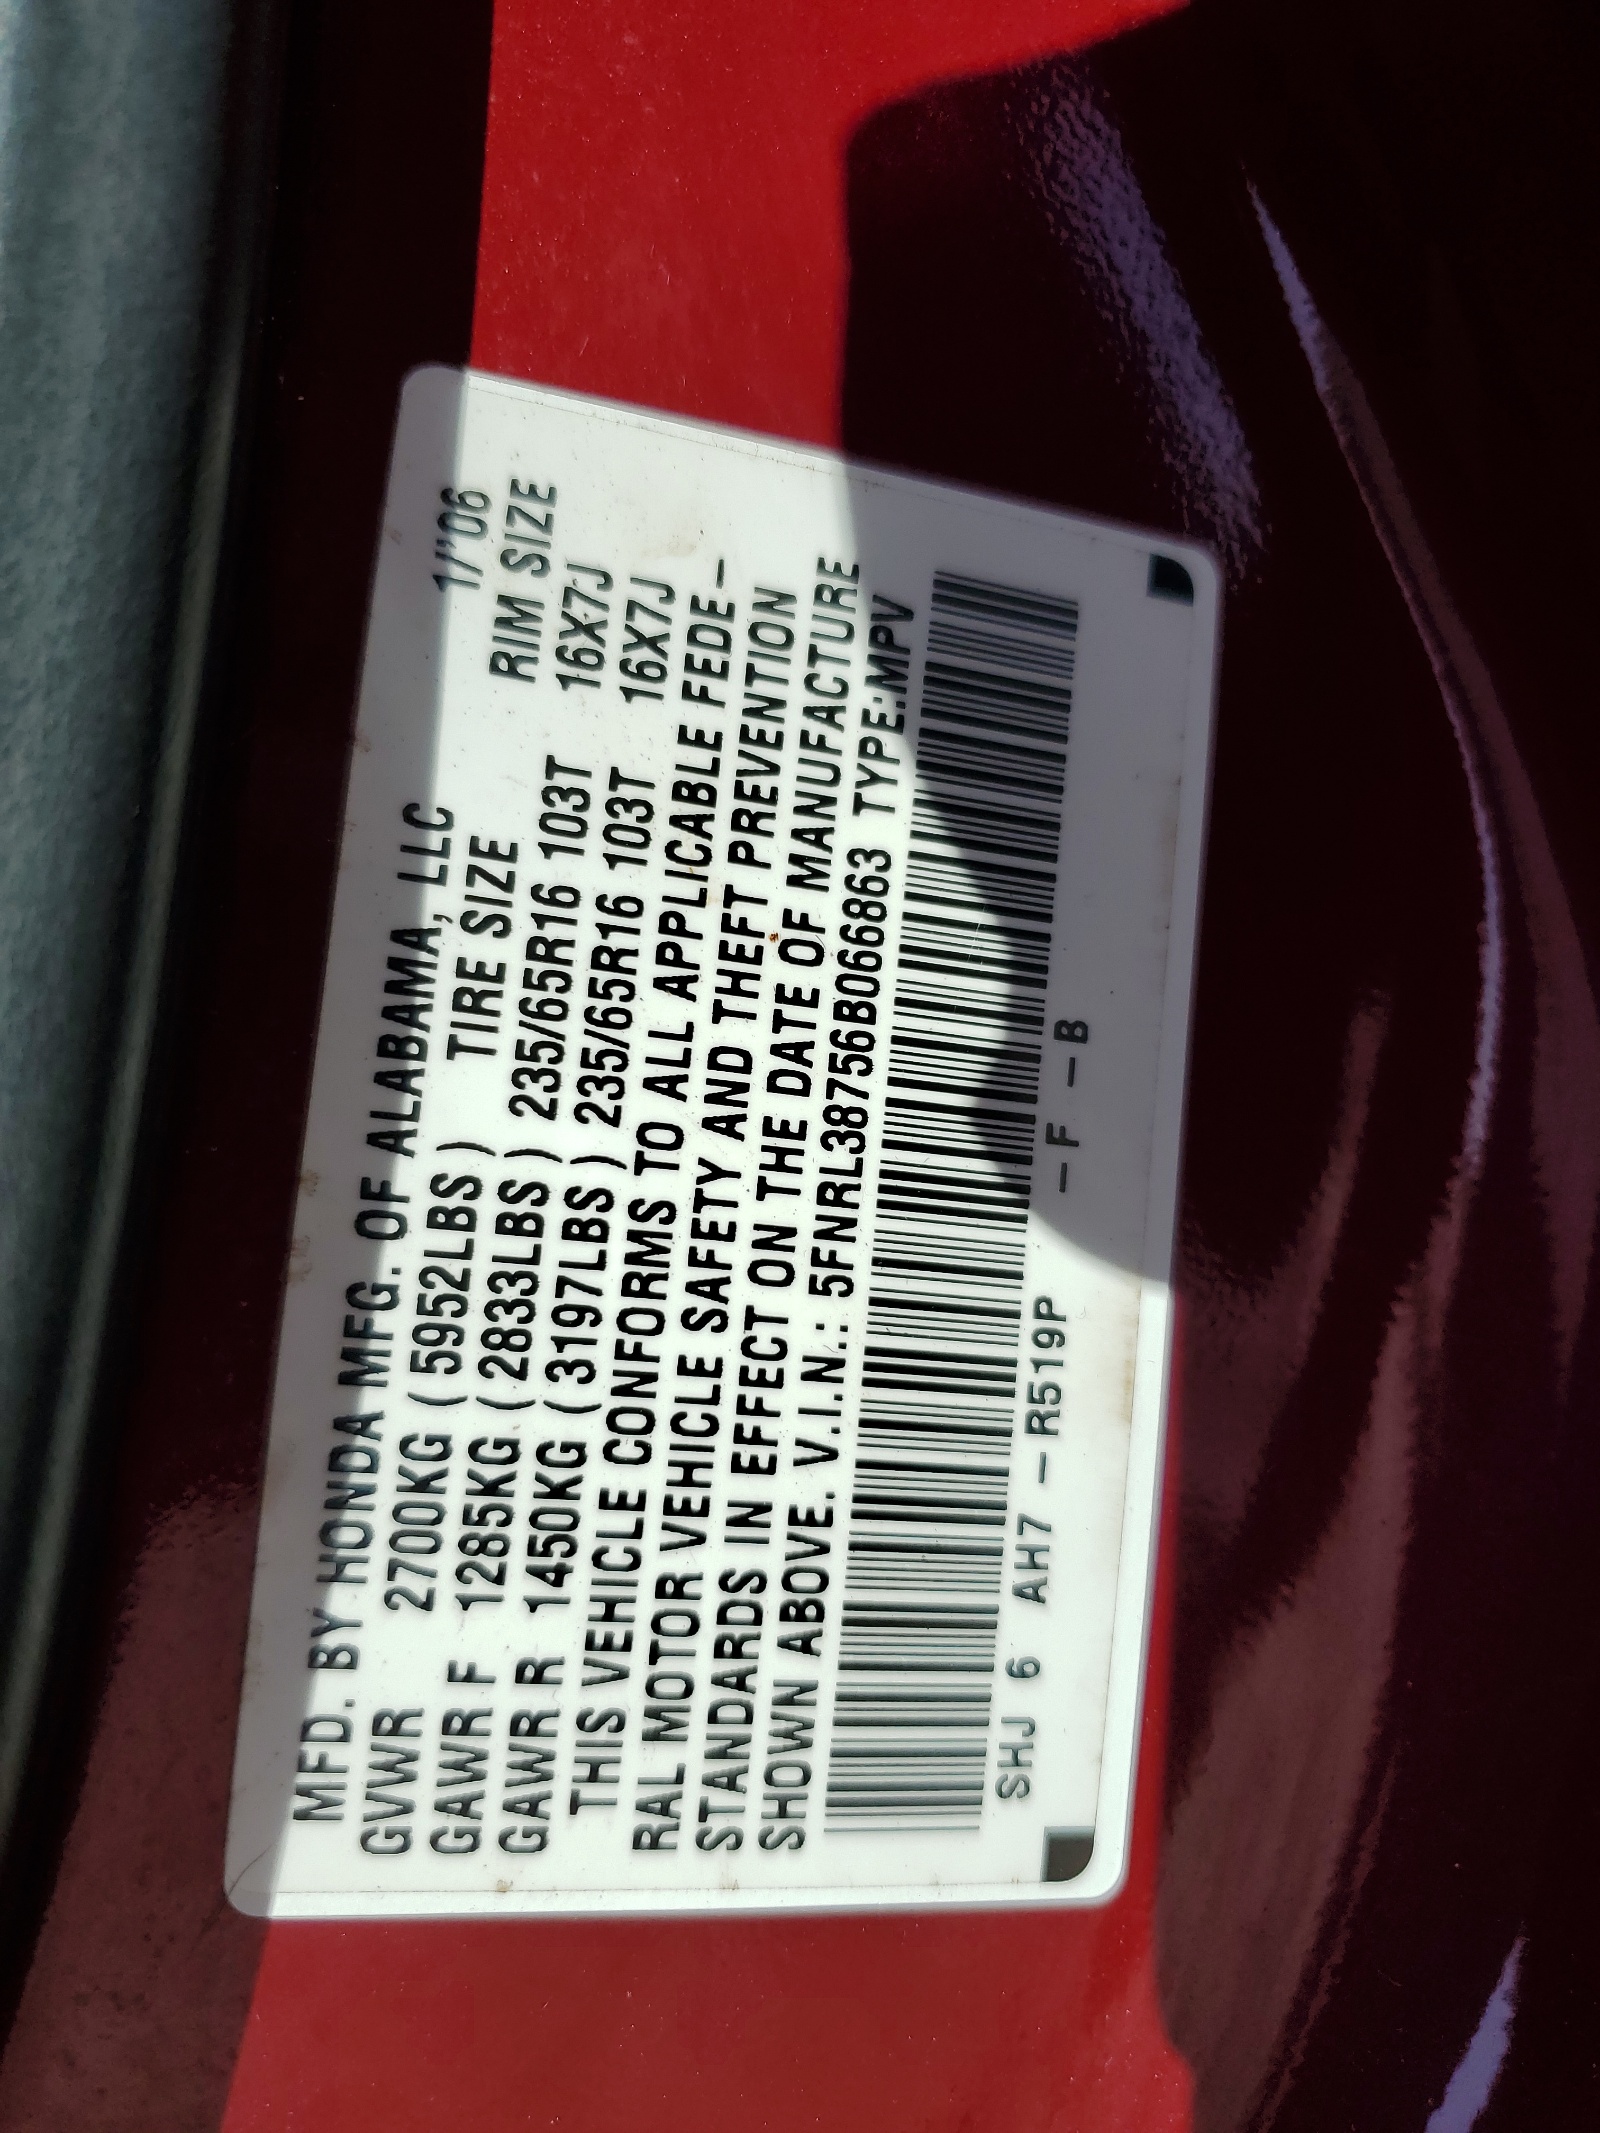 MFD. BY HONDA MFG. OF ALABAMA, LLC 1/'06
GVWR 2700KG (5952LBS) TIRE SIZE RIM SIZE
GAWR F 1285KG (2833LBS) 235/65R16 103T 16X7J
GAWR R 1450KG (3197LBS) 235/65R16 103T 16X7J
THIS VEHICLE CONFORMS TO ALL APPLICABLE FEDE-
RAL MOTOR VEHICLE SAFETY AND THEFT PREVENTION
STANDARDS IN EFFECT ON THE DATE OF MANUFACTURE
SHOWN ABOVE. V.I.N.: 5FNRL38756B066863 TYPE:MPV
SHJ 6 AH7 -R519P -F -B